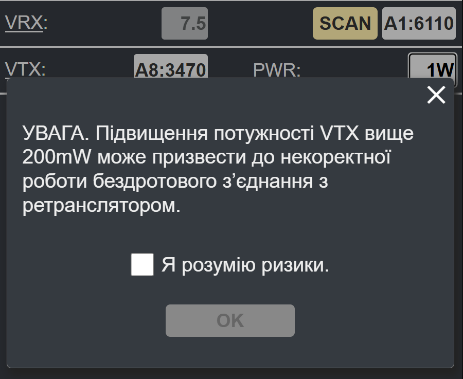 VRX: 7.5 SCAN A1:6110
VTX: A8:3470 PWR: 1W
УВАГА. Підвищення потужності VTX вище
200mW може призвести до некоректної
роботи бездротового з’єднання з
ретранслятором.
Я розумію ризики.
OK